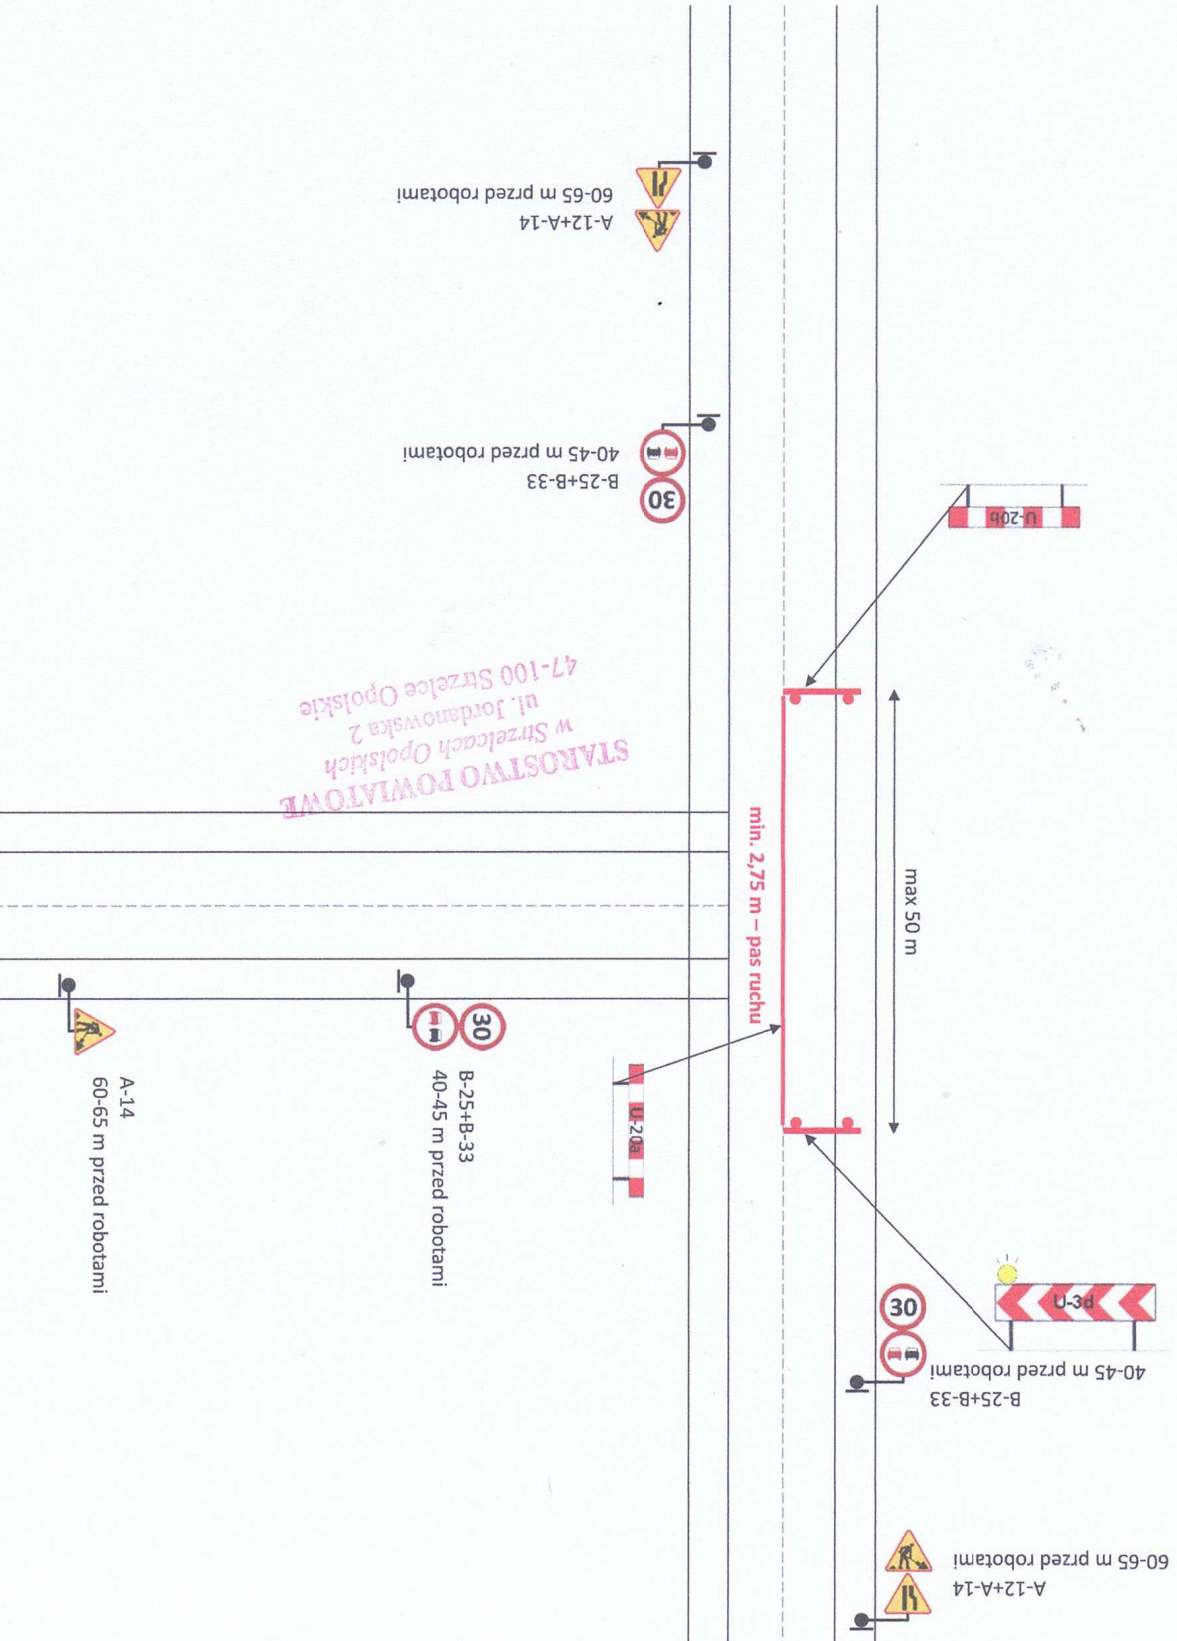 A-12+A-14
60-65 m przed robotami
B-25+B-33
40-45 m przed robotami
30
U-20b
STAROSTWO POWIATOWE
w Strzelcach Opolskich
ul. Jordanowska 2
47-100 Strzelce Opolskie
min. 2,75 m – pas ruchu
max 50 m
A-14
60-65 m przed robotami
30
B-25+B-33
40-45 m przed robotami
U-20a
U-3d
30
B-25+B-33
40-45 m przed robotami
A-12+A-14
60-65 m przed robotami